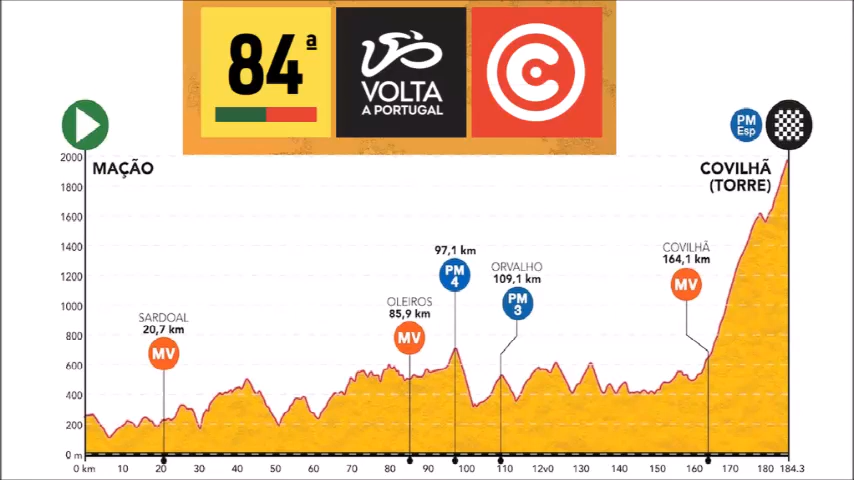 84ª
VOLTA
A PORTUGAL
C
PM
Esp
MAÇÃO
COVILHÃ
(TORRE)
2000
1800
1600
1400
1200
1000
800
600
400
200
0 m
SARDOAL
20,7 km
MV
OLEIROS
85,9 km
MV
97,1 km
PM
4
ORVALHO
109,1 km
PM
3
COVILHÃ
164,1 km
MV
0 km 10 20 30 40 50 60 70 80 90 100 110 12v0 130 140 150 160 170 180 184.3